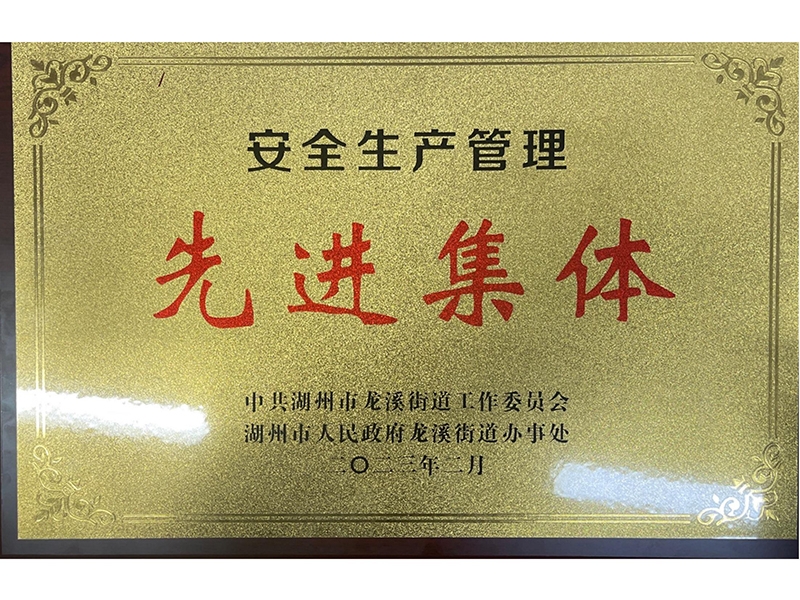 安全生产管理
先进集体
中共湖州市龙溪街道工作委员会
湖州市人民政府龙溪街道办事处
二〇二三年二月